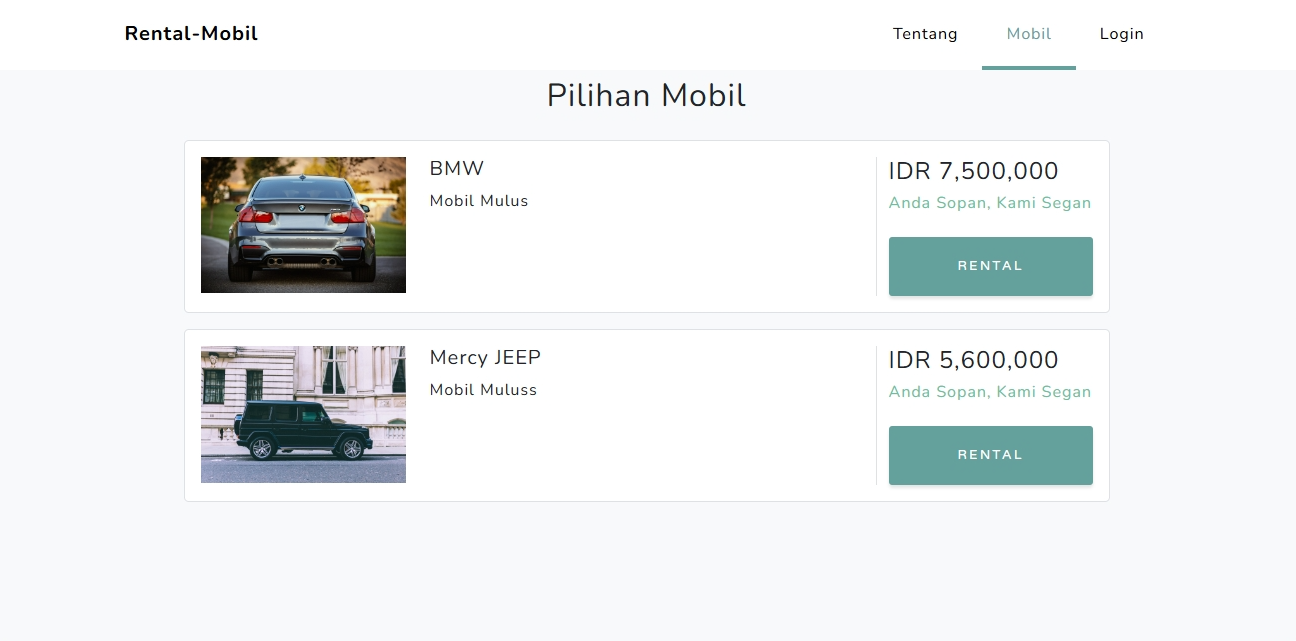 Rental-Mobil
Tentang
Mobil
Login
Pilihan Mobil
BMW
Mobil Mulus
IDR 7,500,000
Anda Sopan, Kami Segan
RENTAL
Mercy JEEP
Mobil Muluss
IDR 5,600,000
Anda Sopan, Kami Segan
RENTAL